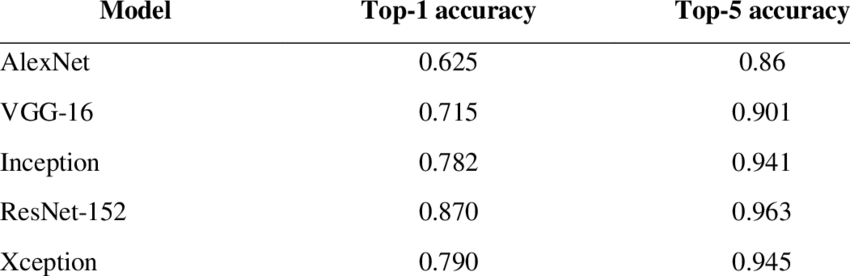 Model Top-1 accuracy Top-5 accuracy
AlexNet 0.625 0.86
VGG-16 0.715 0.901
Inception 0.782 0.941
ResNet-152 0.870 0.963
Xception 0.790 0.945